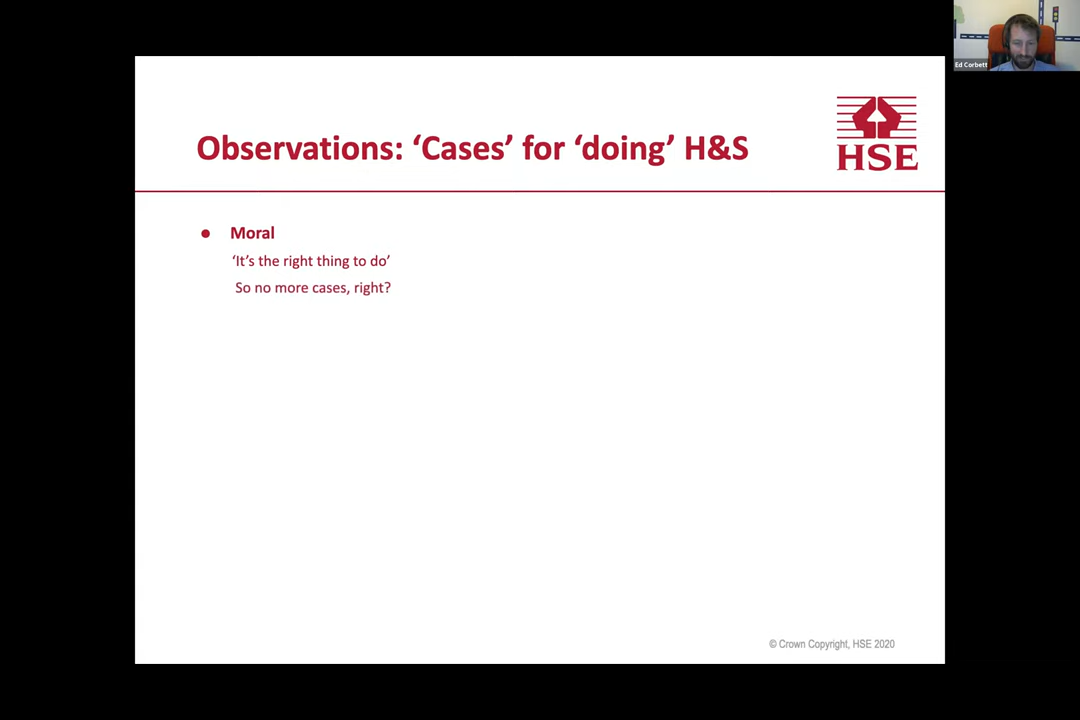 Ed Corbett
Observations: ‘Cases’ for ‘doing’ H&S
HSE
● Moral
‘It’s the right thing to do’
So no more cases, right?
© Crown Copyright, HSE 2020